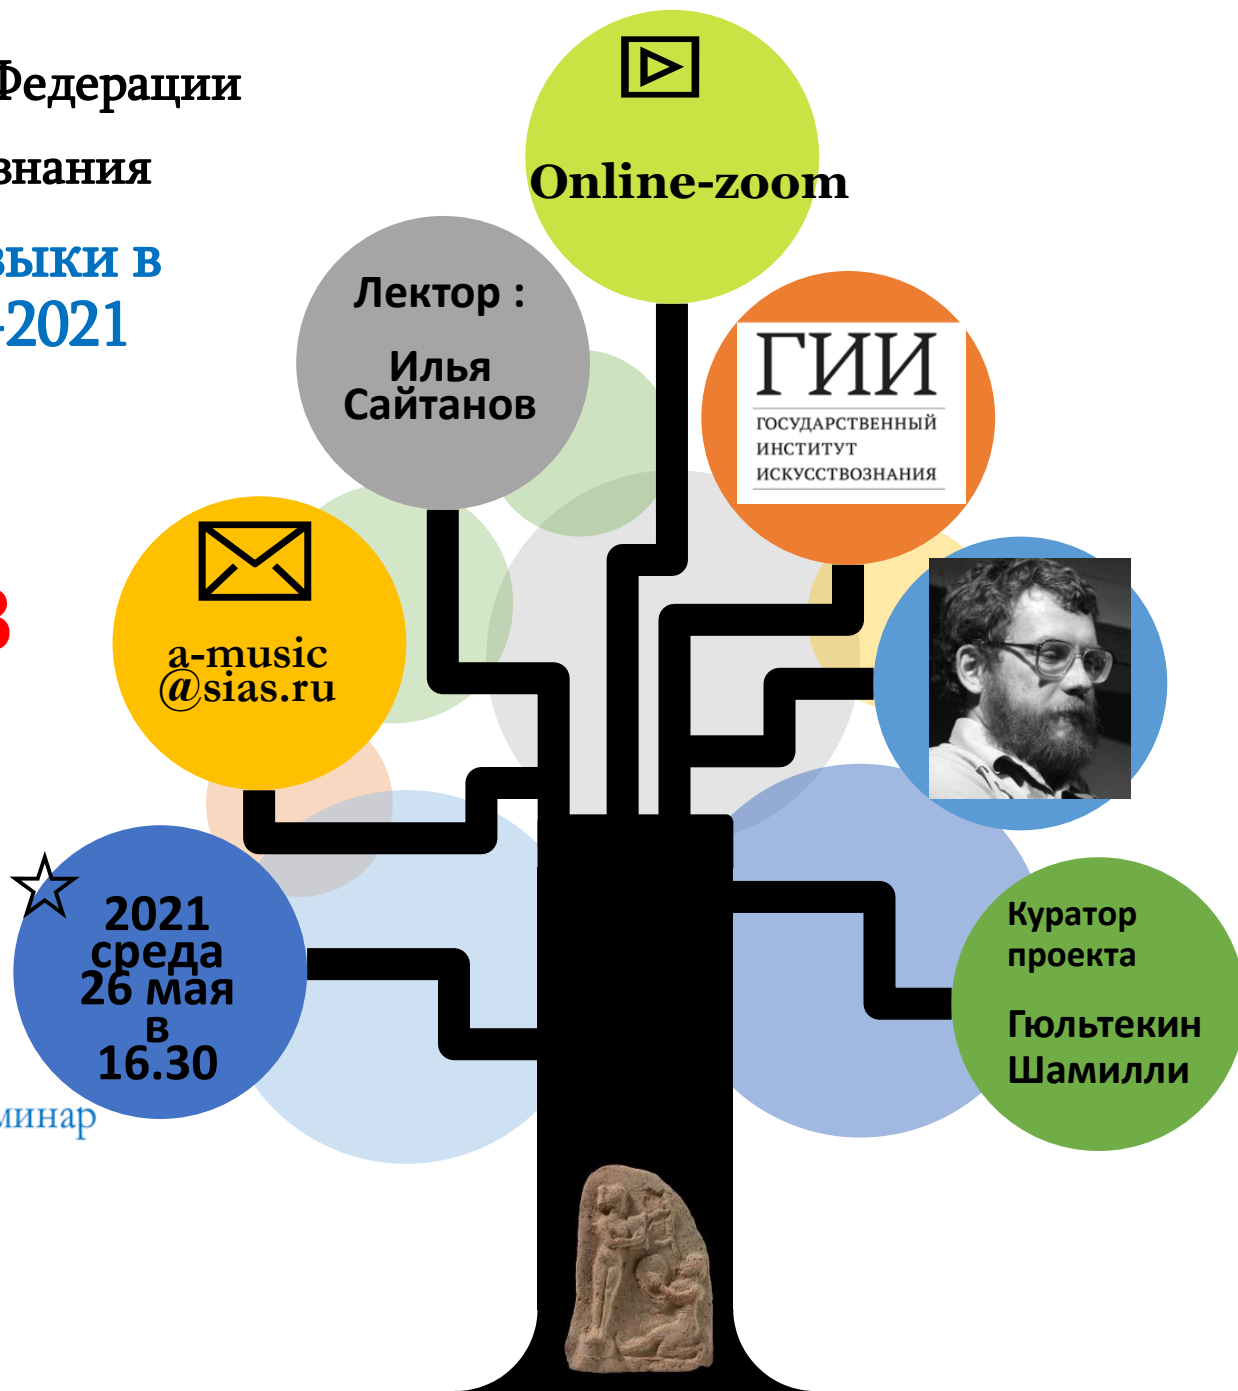 Федерации
знания
зыки в
-2021
В
минар
Online-zoom
Лектор :
Илья
Сайтанов
ГИИ
ГОСУДАРСТВЕННЫЙ
ИНСТИТУТ
ИСКУССТВОЗНАНИЯ
a-music
@sias.ru
2021
среда
26 мая
в
16.30
Куратор
проекта
Гюльтекин
Шамилли